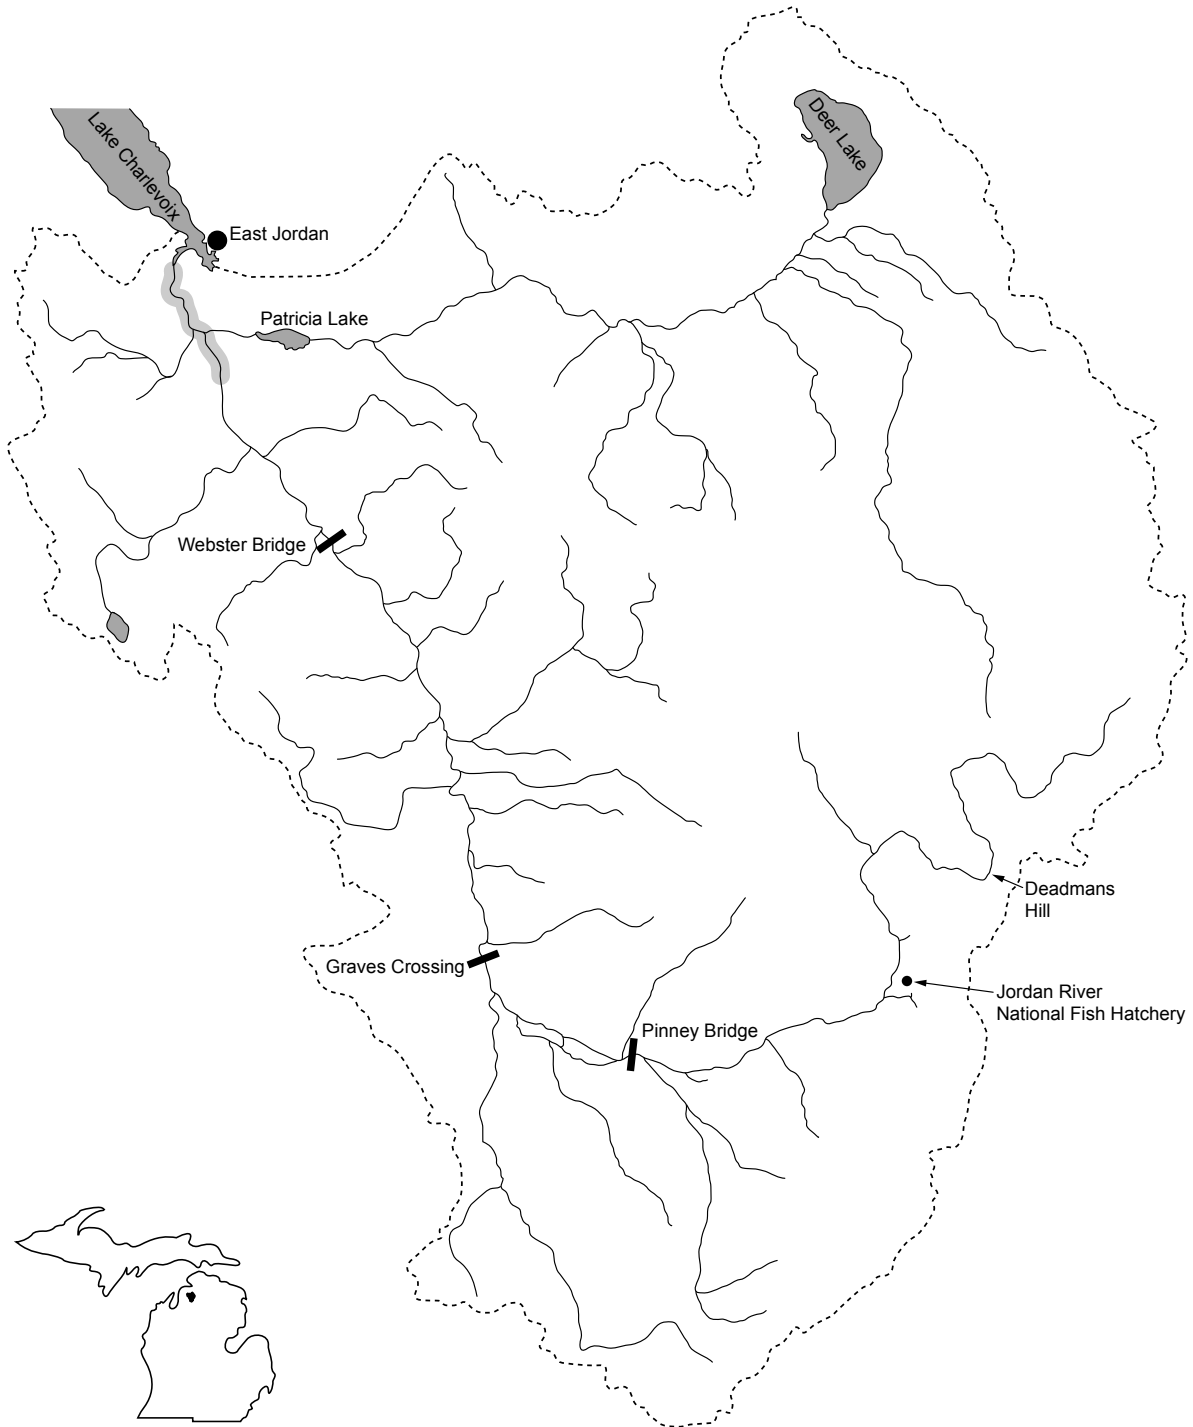 Deer Lake
Lake Charlevoix
East Jordan
Patricia Lake
Webster Bridge
Deadmans
Hill
Graves Crossing
Jordan River
National Fish Hatchery
Pinney Bridge